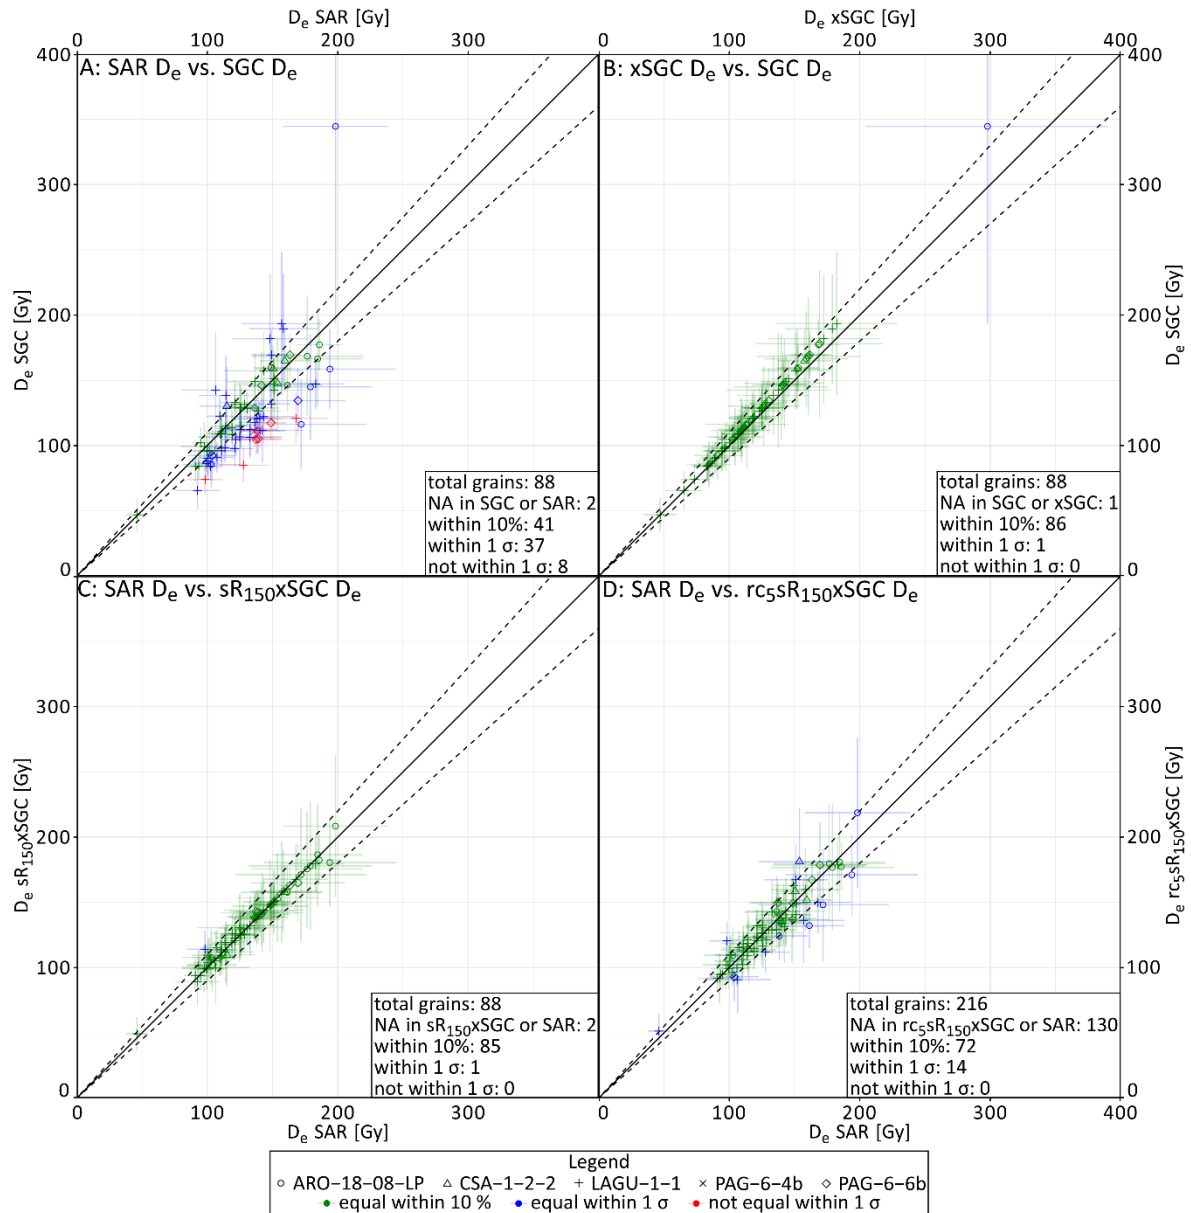 Dₑ SAR [Gy]
Dₑ xSGC [Gy]
0 100 200 300
0 100 200 300 400
A: SAR Dₑ vs. SGC Dₑ
B: xSGC Dₑ vs. SGC Dₑ
400
300
200
100
0
Dₑ SGC [Gy]
total grains: 88
NA in SGC or SAR: 2
within 10%: 41
within 1 σ: 37
not within 1 σ: 8
total grains: 88
NA in SGC or xSGC: 1
within 10%: 86
within 1 σ: 1
not within 1 σ: 0
400
300
200
100
0
Dₑ SGC [Gy]
C: SAR Dₑ vs. sR₁₅₀xSGC Dₑ
D: SAR Dₑ vs. rc₅sR₁₅₀xSGC Dₑ
300
200
100
0
Dₑ sR₁₅₀xSGC [Gy]
total grains: 88
NA in sR₁₅₀xSGC or SAR: 2
within 10%: 85
within 1 σ: 1
not within 1 σ: 0
total grains: 216
NA in rc₅sR₁₅₀xSGC or SAR: 130
within 10%: 72
within 1 σ: 14
not within 1 σ: 0
300
200
100
0
Dₑ rc₅sR₁₅₀xSGC [Gy]
0 100 200 300
0 100 200 300 400
Dₑ SAR [Gy]
Dₑ SAR [Gy]
Legend
ARO−18−08−LP CSA−1−2−2 LAGU−1−1 PAG−6−4b PAG−6−6b
equal within 10 % equal within 1 σ not equal within 1 σ